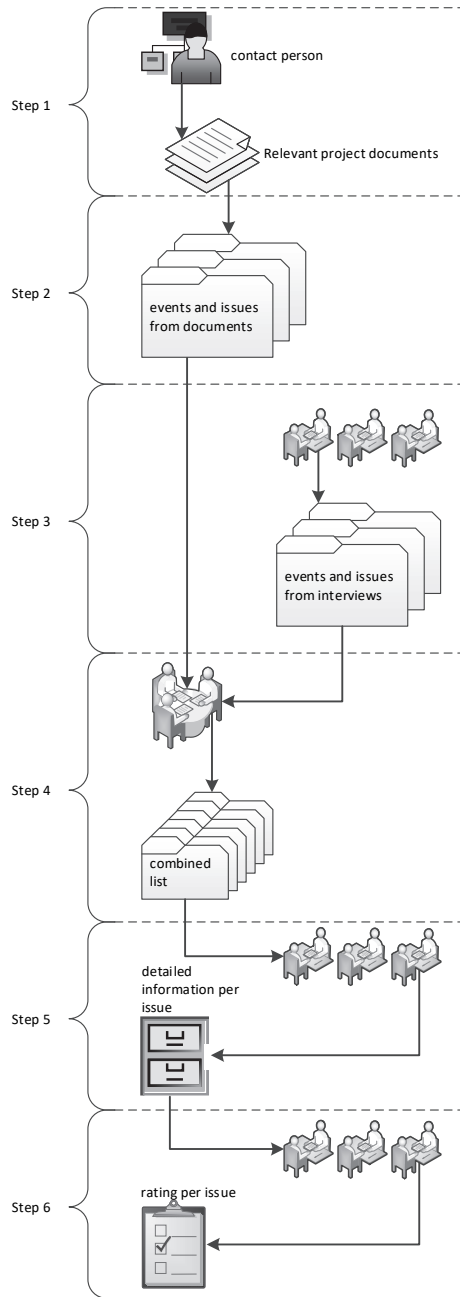 contact person
Step 1
Relevant project documents
Step 2
events and issues
from documents
Step 3
events and issues
from interviews
Step 4
combined
list
detailed
information per
issue
Step 5
rating per issue
Step 6